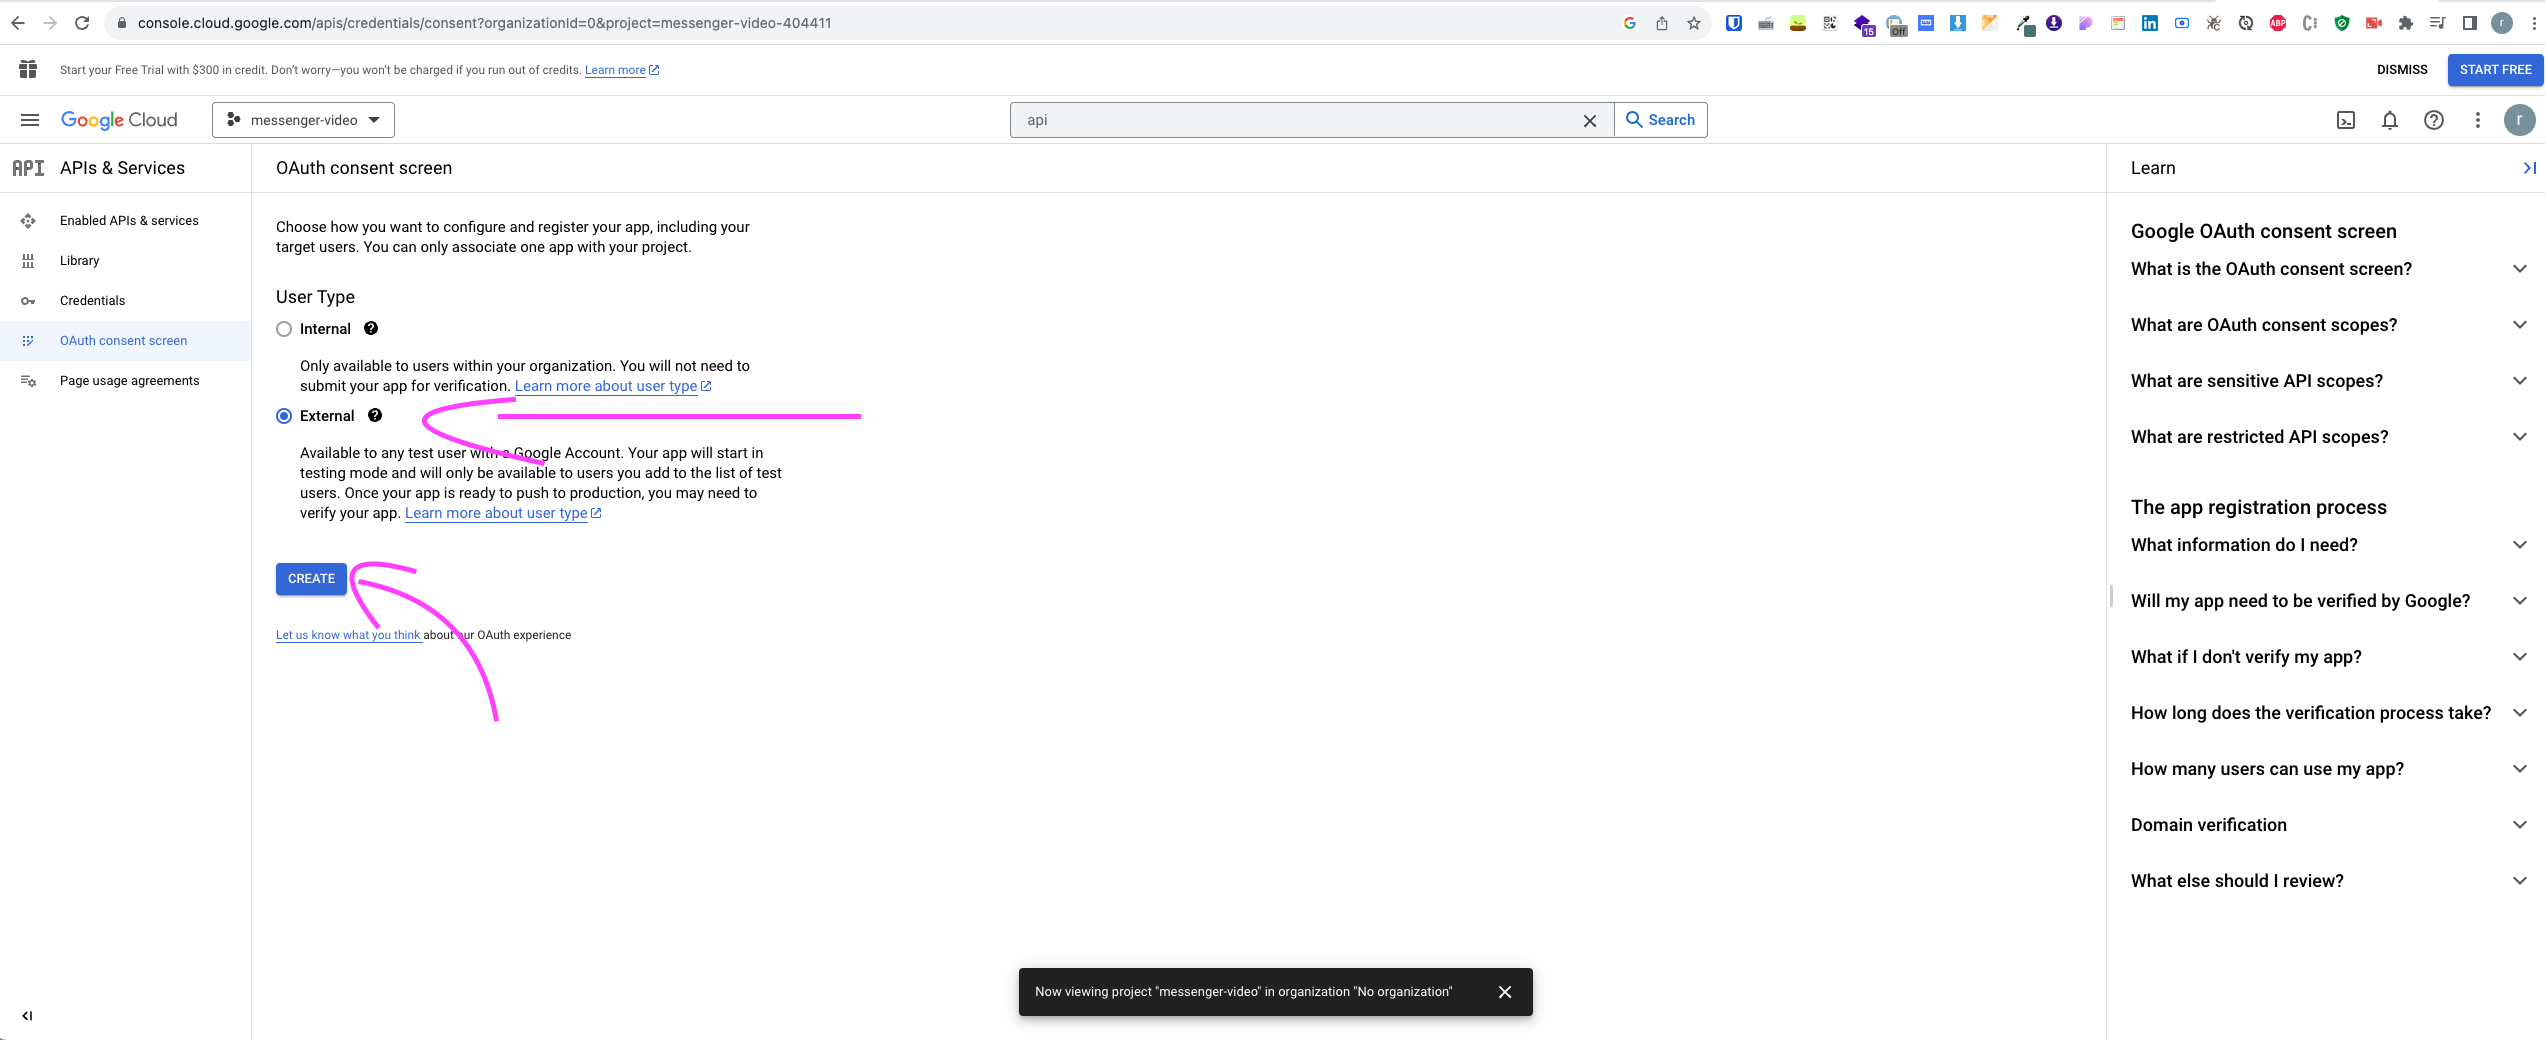 console.cloud.google.com/apis/credentials/consent?organizationId=0&project=messenger-video-404411
15
Off
ABP
r
Start your Free Trial with $300 in credit. Don't worry—you won't be charged if you run out of credits. Learn more
DISMISS
START FREE
Google Cloud
messenger-video
api
Search
r
API
APIs & Services
OAuth consent screen
Learn
Enabled APIs & services
Library
Credentials
OAuth consent screen
Page usage agreements
Choose how you want to configure and register your app, including your
target users. You can only associate one app with your project.
User Type
Internal
Only available to users within your organization. You will not need to
submit your app for verification. Learn more about user type
External
Available to any test user with a Google Account. Your app will start in
testing mode and will only be available to users you add to the list of test
users. Once your app is ready to push to production, you may need to
verify your app. Learn more about user type
CREATE
Let us know what you think about our OAuth experience
Google OAuth consent screen
What is the OAuth consent screen?
What are OAuth consent scopes?
What are sensitive API scopes?
What are restricted API scopes?
The app registration process
What information do I need?
Will my app need to be verified by Google?
What if I don't verify my app?
How long does the verification process take?
How many users can use my app?
Domain verification
What else should I review?
Now viewing project "messenger-video" in organization "No organization"